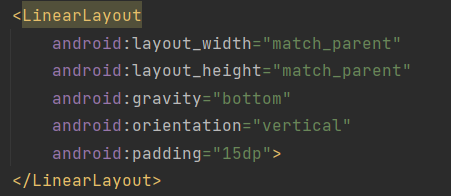 <LinearLayout
    android:layout_width="match_parent"
    android:layout_height="match_parent"
    android:gravity="bottom"
    android:orientation="vertical"
    android:padding="15dp">
</LinearLayout>